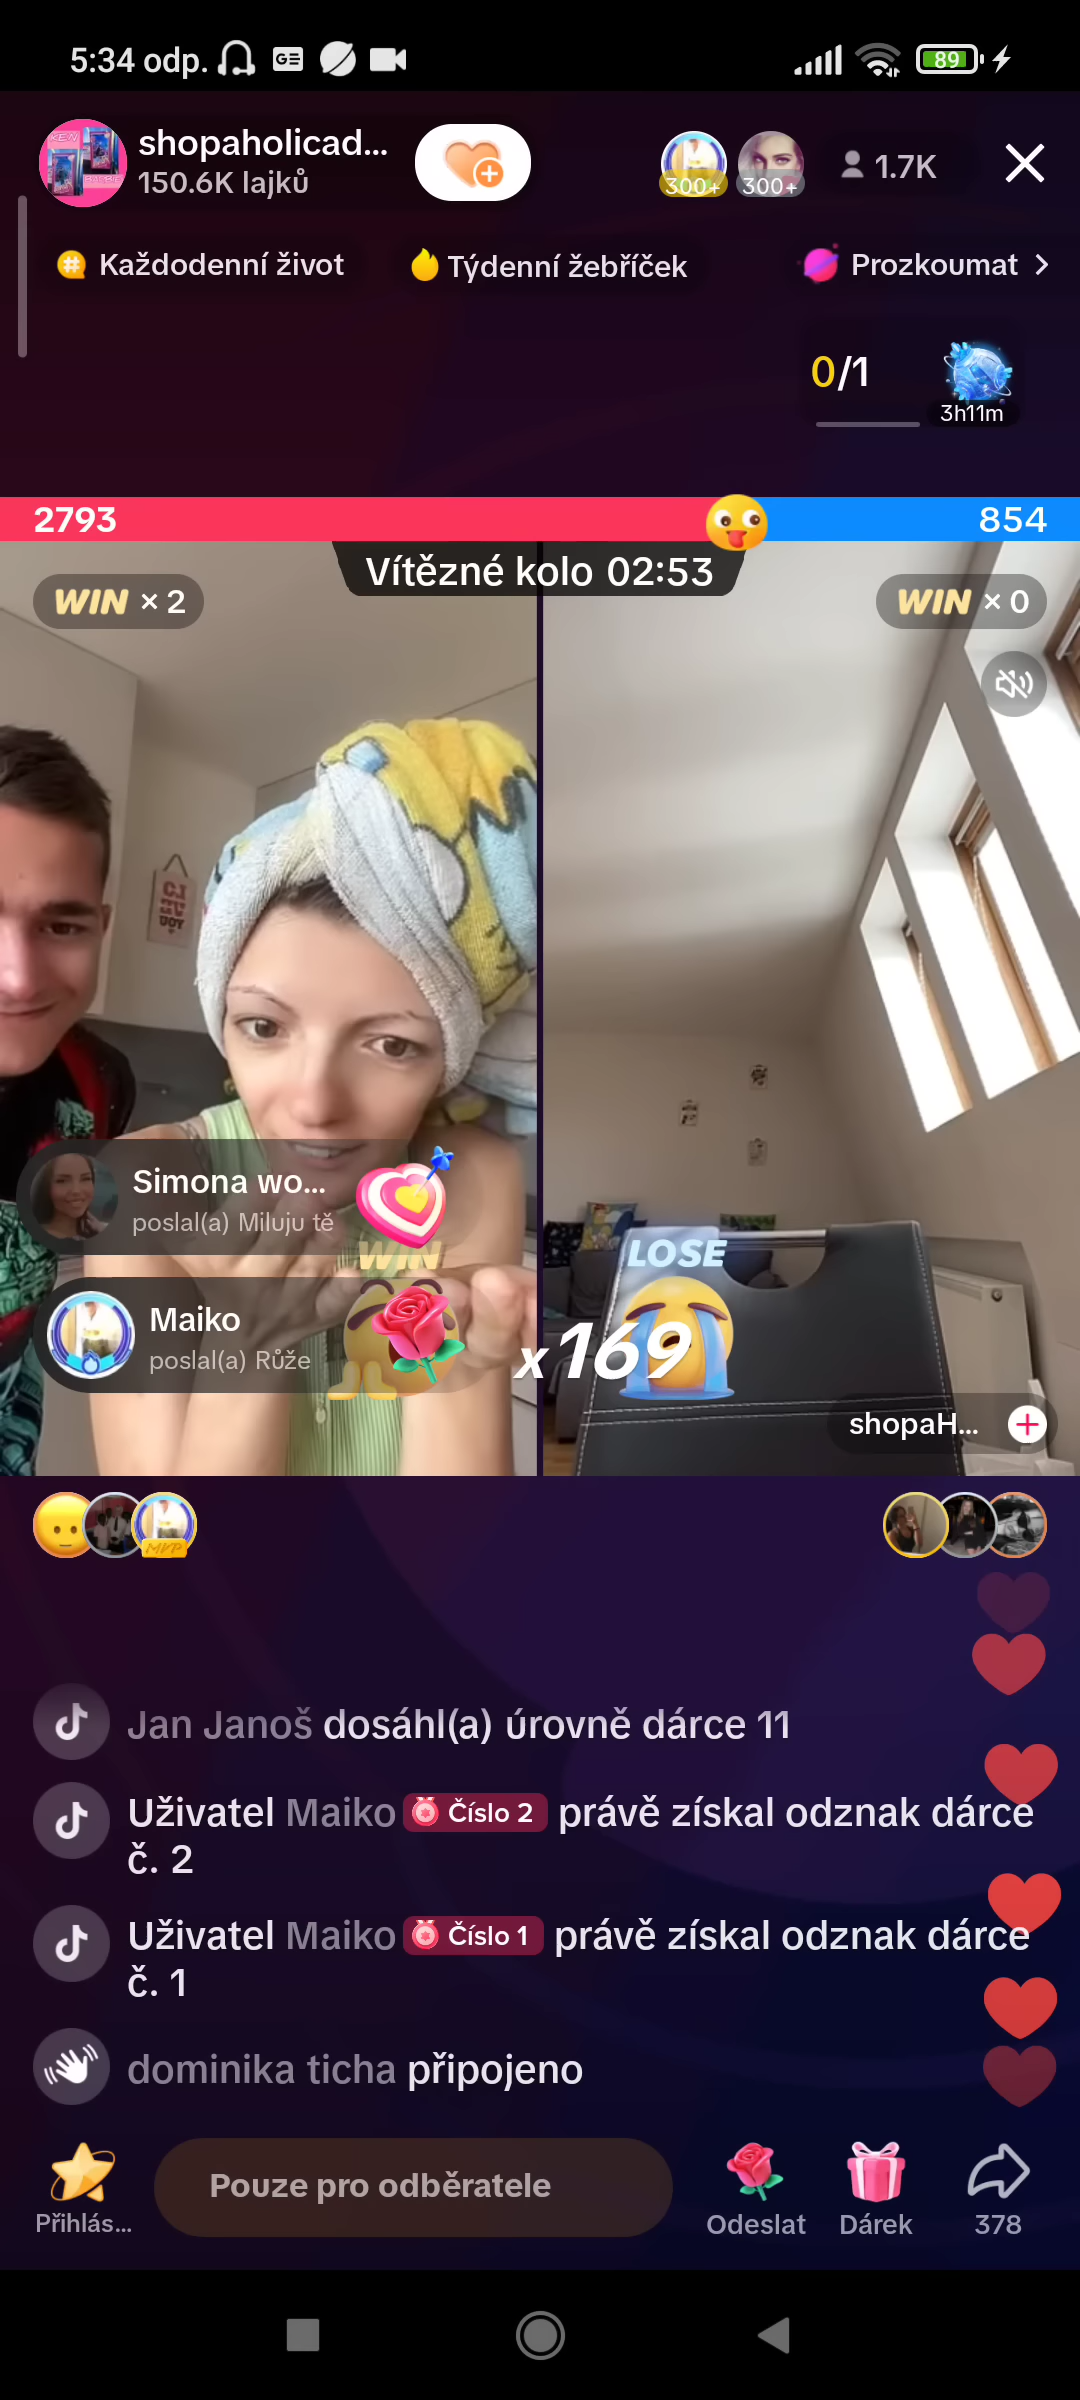 5:34 odp.
89
shopaholicad...
150.6K lajků
300+
300+
1.7K
Každodenní život
Týdenní žebříček
Prozkoumat
0/1
3h11m
2793
854
Vítězné kolo 02:53
WIN × 2
WIN × 0
Simona wo...
poslal(a) Miluju tě
WIN
LOSE
Maiko
poslal(a) Růže
x169
shopaH...
MVP
Jan Janoš dosáhl(a) úrovně dárce 11
Uživatel Maiko Číslo 2 právě získal odznak dárce
č. 2
Uživatel Maiko Číslo 1 právě získal odznak dárce
č. 1
dominika ticha připojeno
Přihlás...
Pouze pro odběratele
Odeslat
Dárek
378